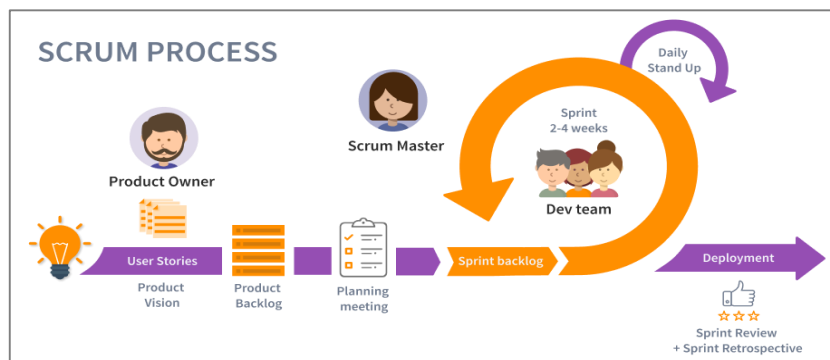 SCRUM PROCESS
Daily
Stand Up
Sprint
2-4 weeks
Scrum Master
Product Owner
Dev team
User Stories
Sprint backlog
Deployment
Product
Vision
Product
Backlog
Planning
meeting
Sprint Review
+ Sprint Retrospective